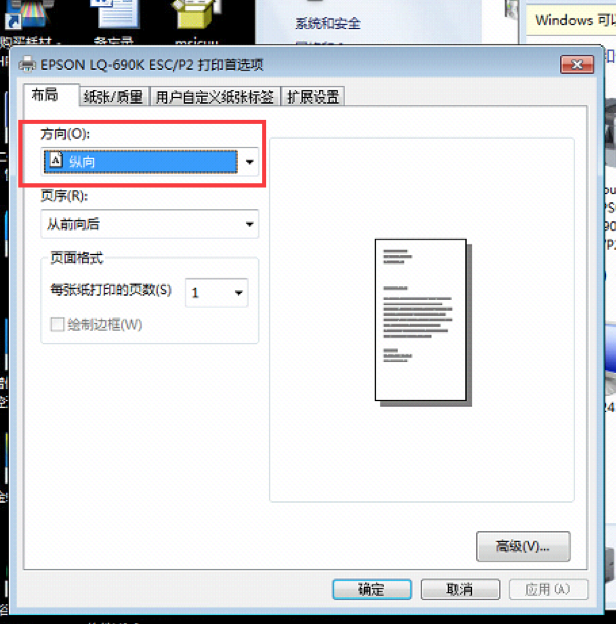 系统和安全
Windows 可以
备忘录
EPSON LQ-690K ESC/P2 打印首选项
布局
纸张/质量
用户自定义纸张标签
扩展设置
方向(O):
纵向
页序(R):
从前向后
页面格式
每张纸打印的页数(S)
1
绘制边框(W)
高级(V)...
确定
取消
应用 (A)